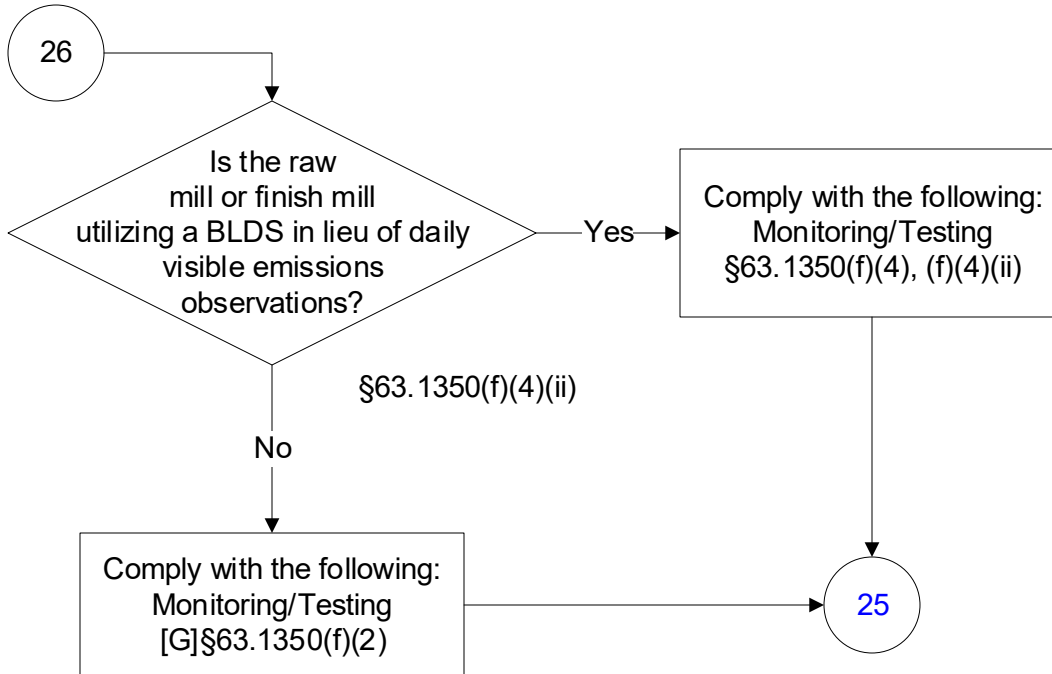 26
Is the raw
mill or finish mill
utilizing a BLDS in lieu of daily
visible emissions
observations?
Yes
Comply with the following:
Monitoring/Testing
§63.1350(f)(4), (f)(4)(ii)
§63.1350(f)(4)(ii)
No
Comply with the following:
Monitoring/Testing
[G]§63.1350(f)(2)
25